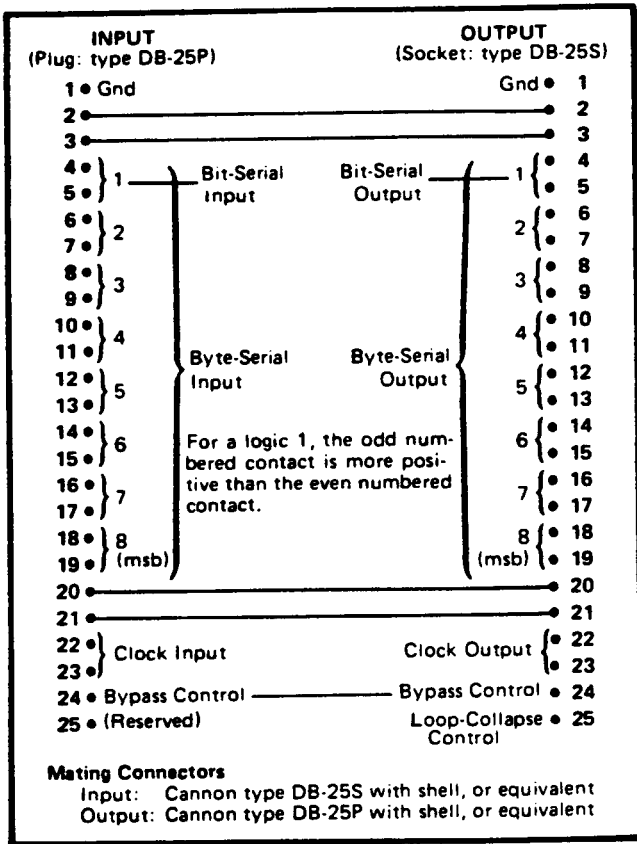 INPUT OUTPUT
(Plug: type DB-25P) (Socket: type DB-25S)
1 Gnd Gnd 1
2 2
3 3
4 Bit-Serial Bit-Serial 4
1 1
5 Input Output 5
6 6
2 2
7 7
8 8
3 3
9 9
10 10
4 4
11 Byte-Serial Byte-Serial 11
12 Input Output 12
5 5
13 13
14 For a logic 1, the odd num- 14
6 6
15 bered contact is more posi- 15
16 tive than the even numbered 16
7 7
17 contact. 17
18 18
8 8
19 (msb) (msb) 19
20 20
21 21
22 22
Clock Input Clock Output
23 23
24 Bypass Control Bypass Control 24
25 (Reserved) Loop-Collapse 25
Control
Mating Connectors
Input: Cannon type DB-25S with shell, or equivalent
Output: Cannon type DB-25P with shell, or equivalent